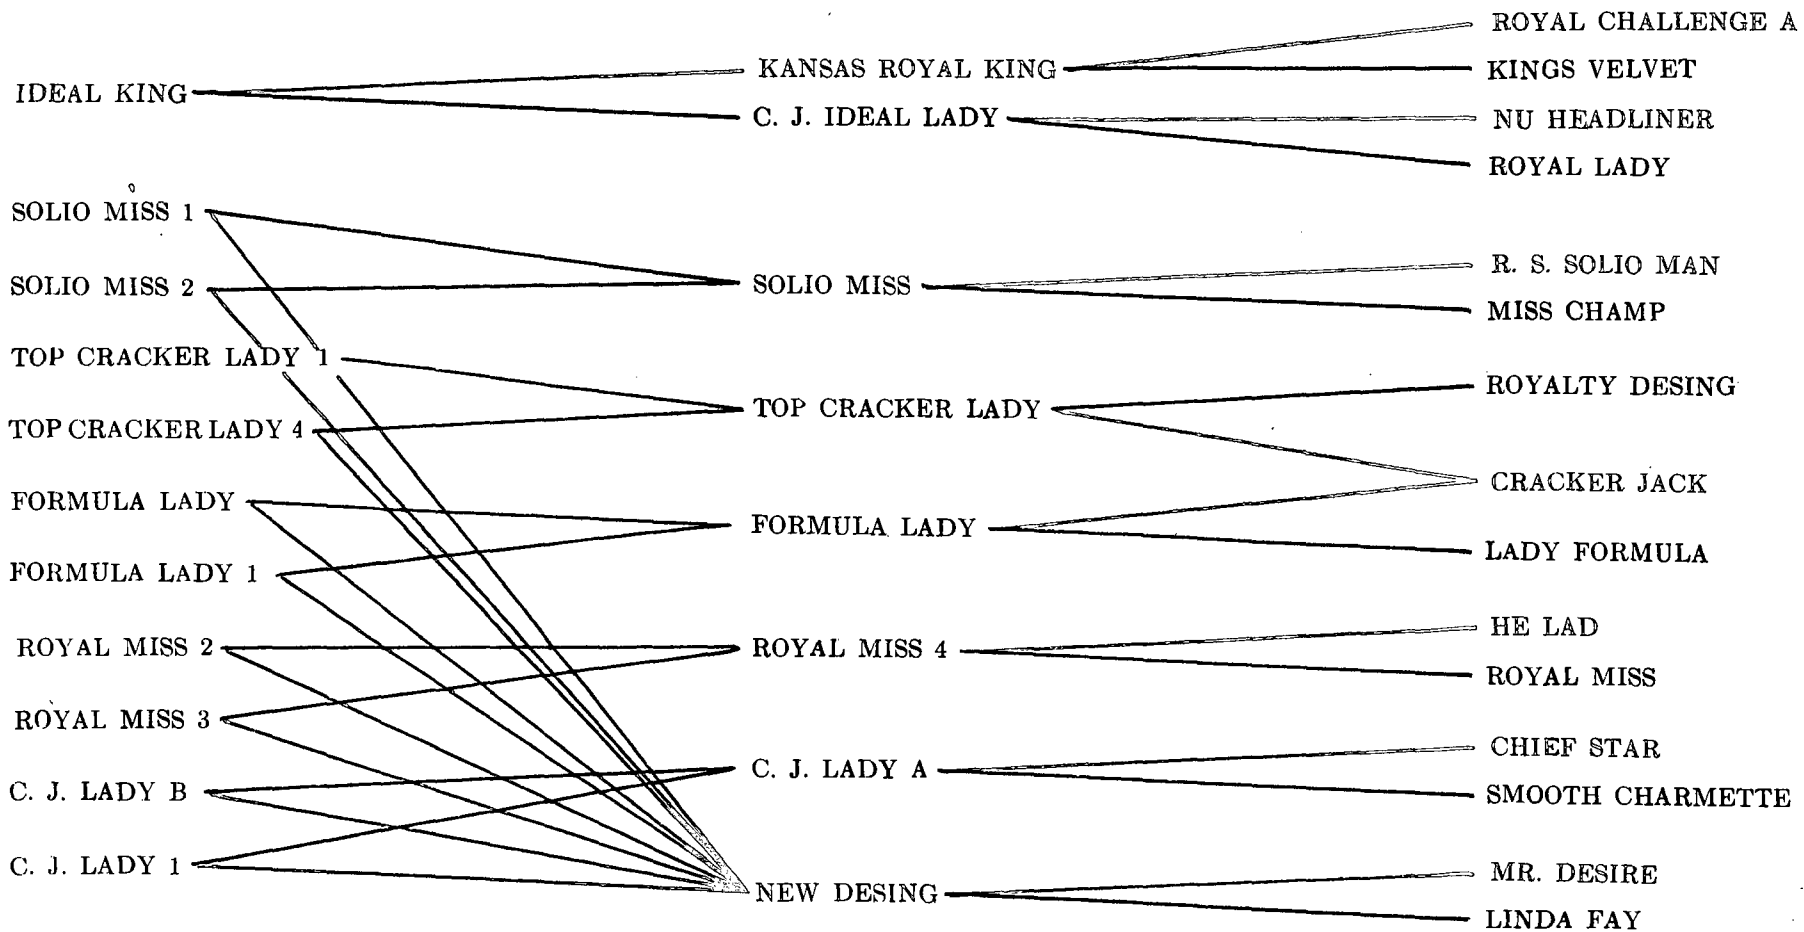 IDEAL KING
SOLIO MISS 1
SOLIO MISS 2
TOP CRACKER LADY 1
TOP CRACKER LADY 4
FORMULA LADY
FORMULA LADY 1
ROYAL MISS 2
ROYAL MISS 3
C. J. LADY B
C. J. LADY 1
KANSAS ROYAL KING
C. J. IDEAL LADY
SOLIO MISS
TOP CRACKER LADY
FORMULA LADY
ROYAL MISS 4
C. J. LADY A
NEW DESING
ROYAL CHALLENGE A
KINGS VELVET
NU HEADLINER
ROYAL LADY
R. S. SOLIO MAN
MISS CHAMP
ROYALTY DESING
CRACKER JACK
LADY FORMULA
HE LAD
ROYAL MISS
CHIEF STAR
SMOOTH CHARMETTE
MR. DESIRE
LINDA FAY